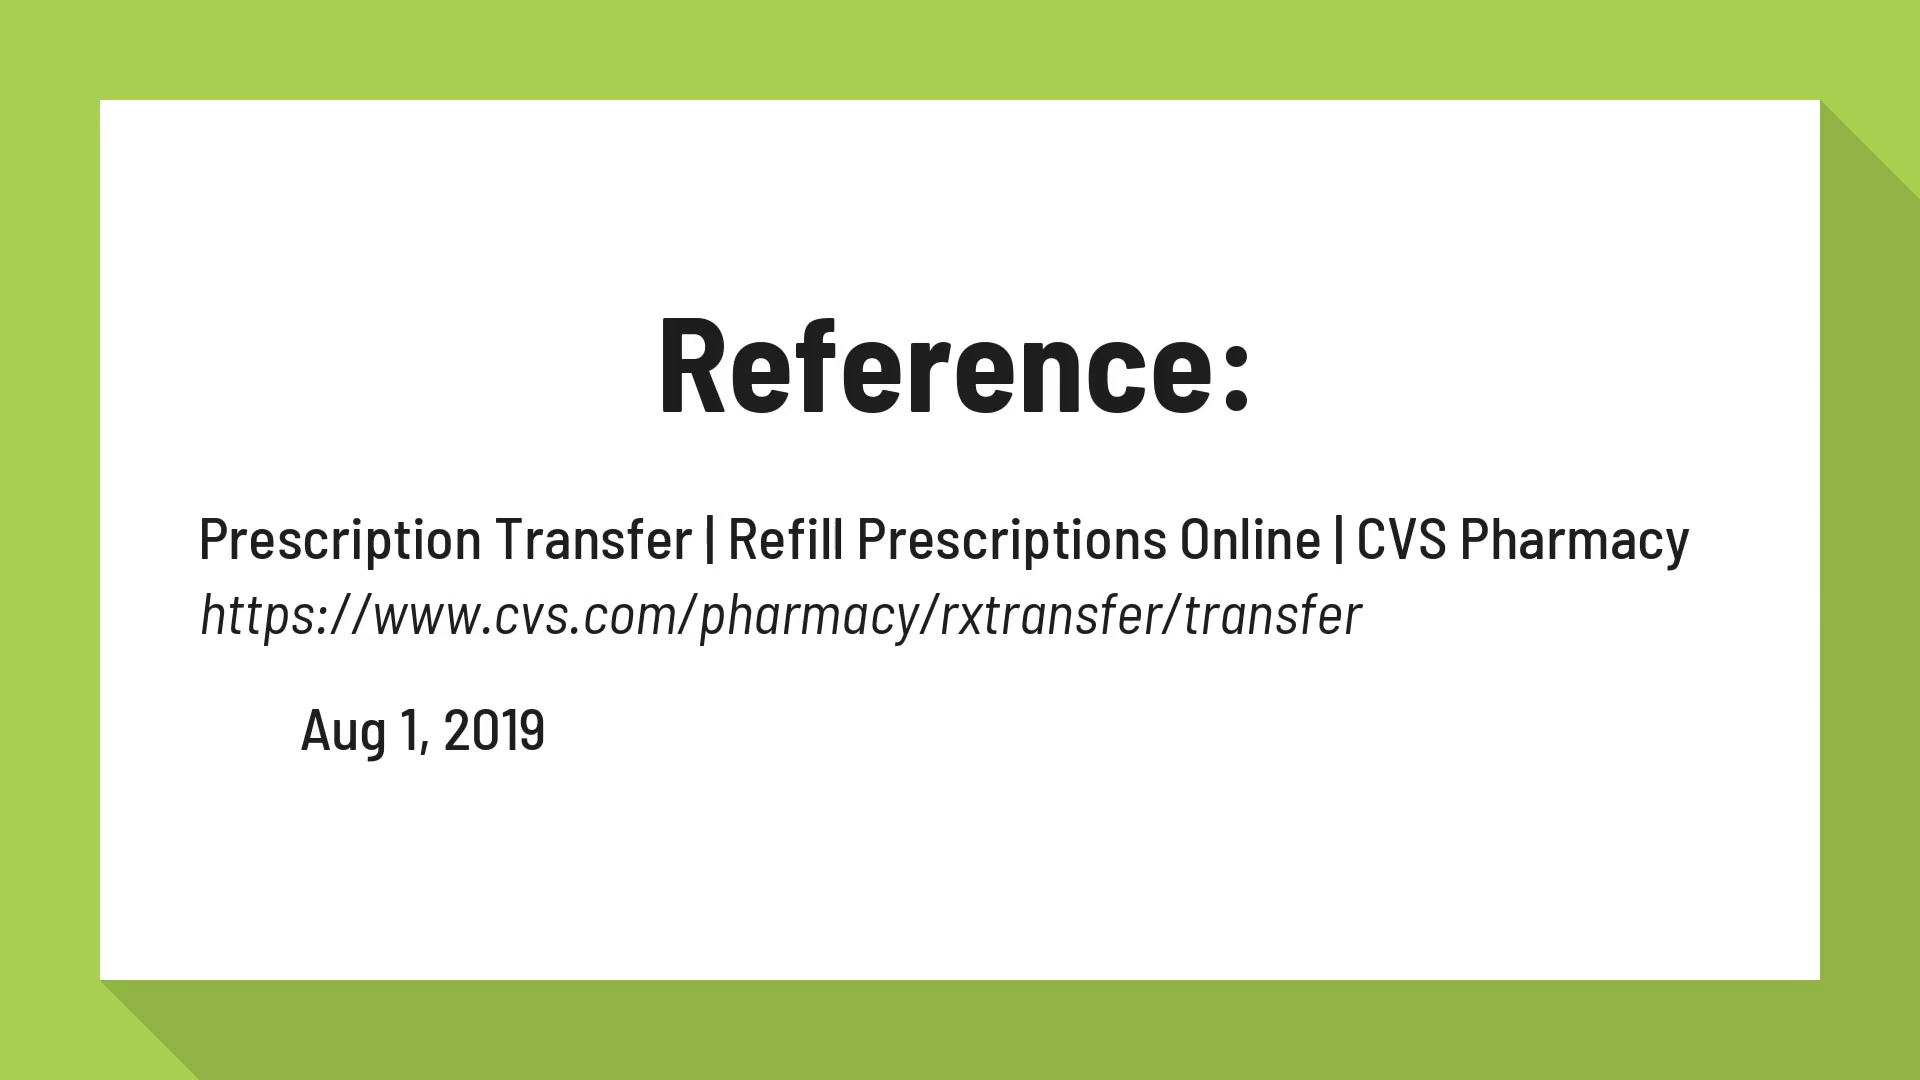 Reference:
Prescription Transfer | Refill Prescriptions Online | CVS Pharmacy
https://www.cvs.com/pharmacy/rxtransfer/transfer
Aug 1, 2019